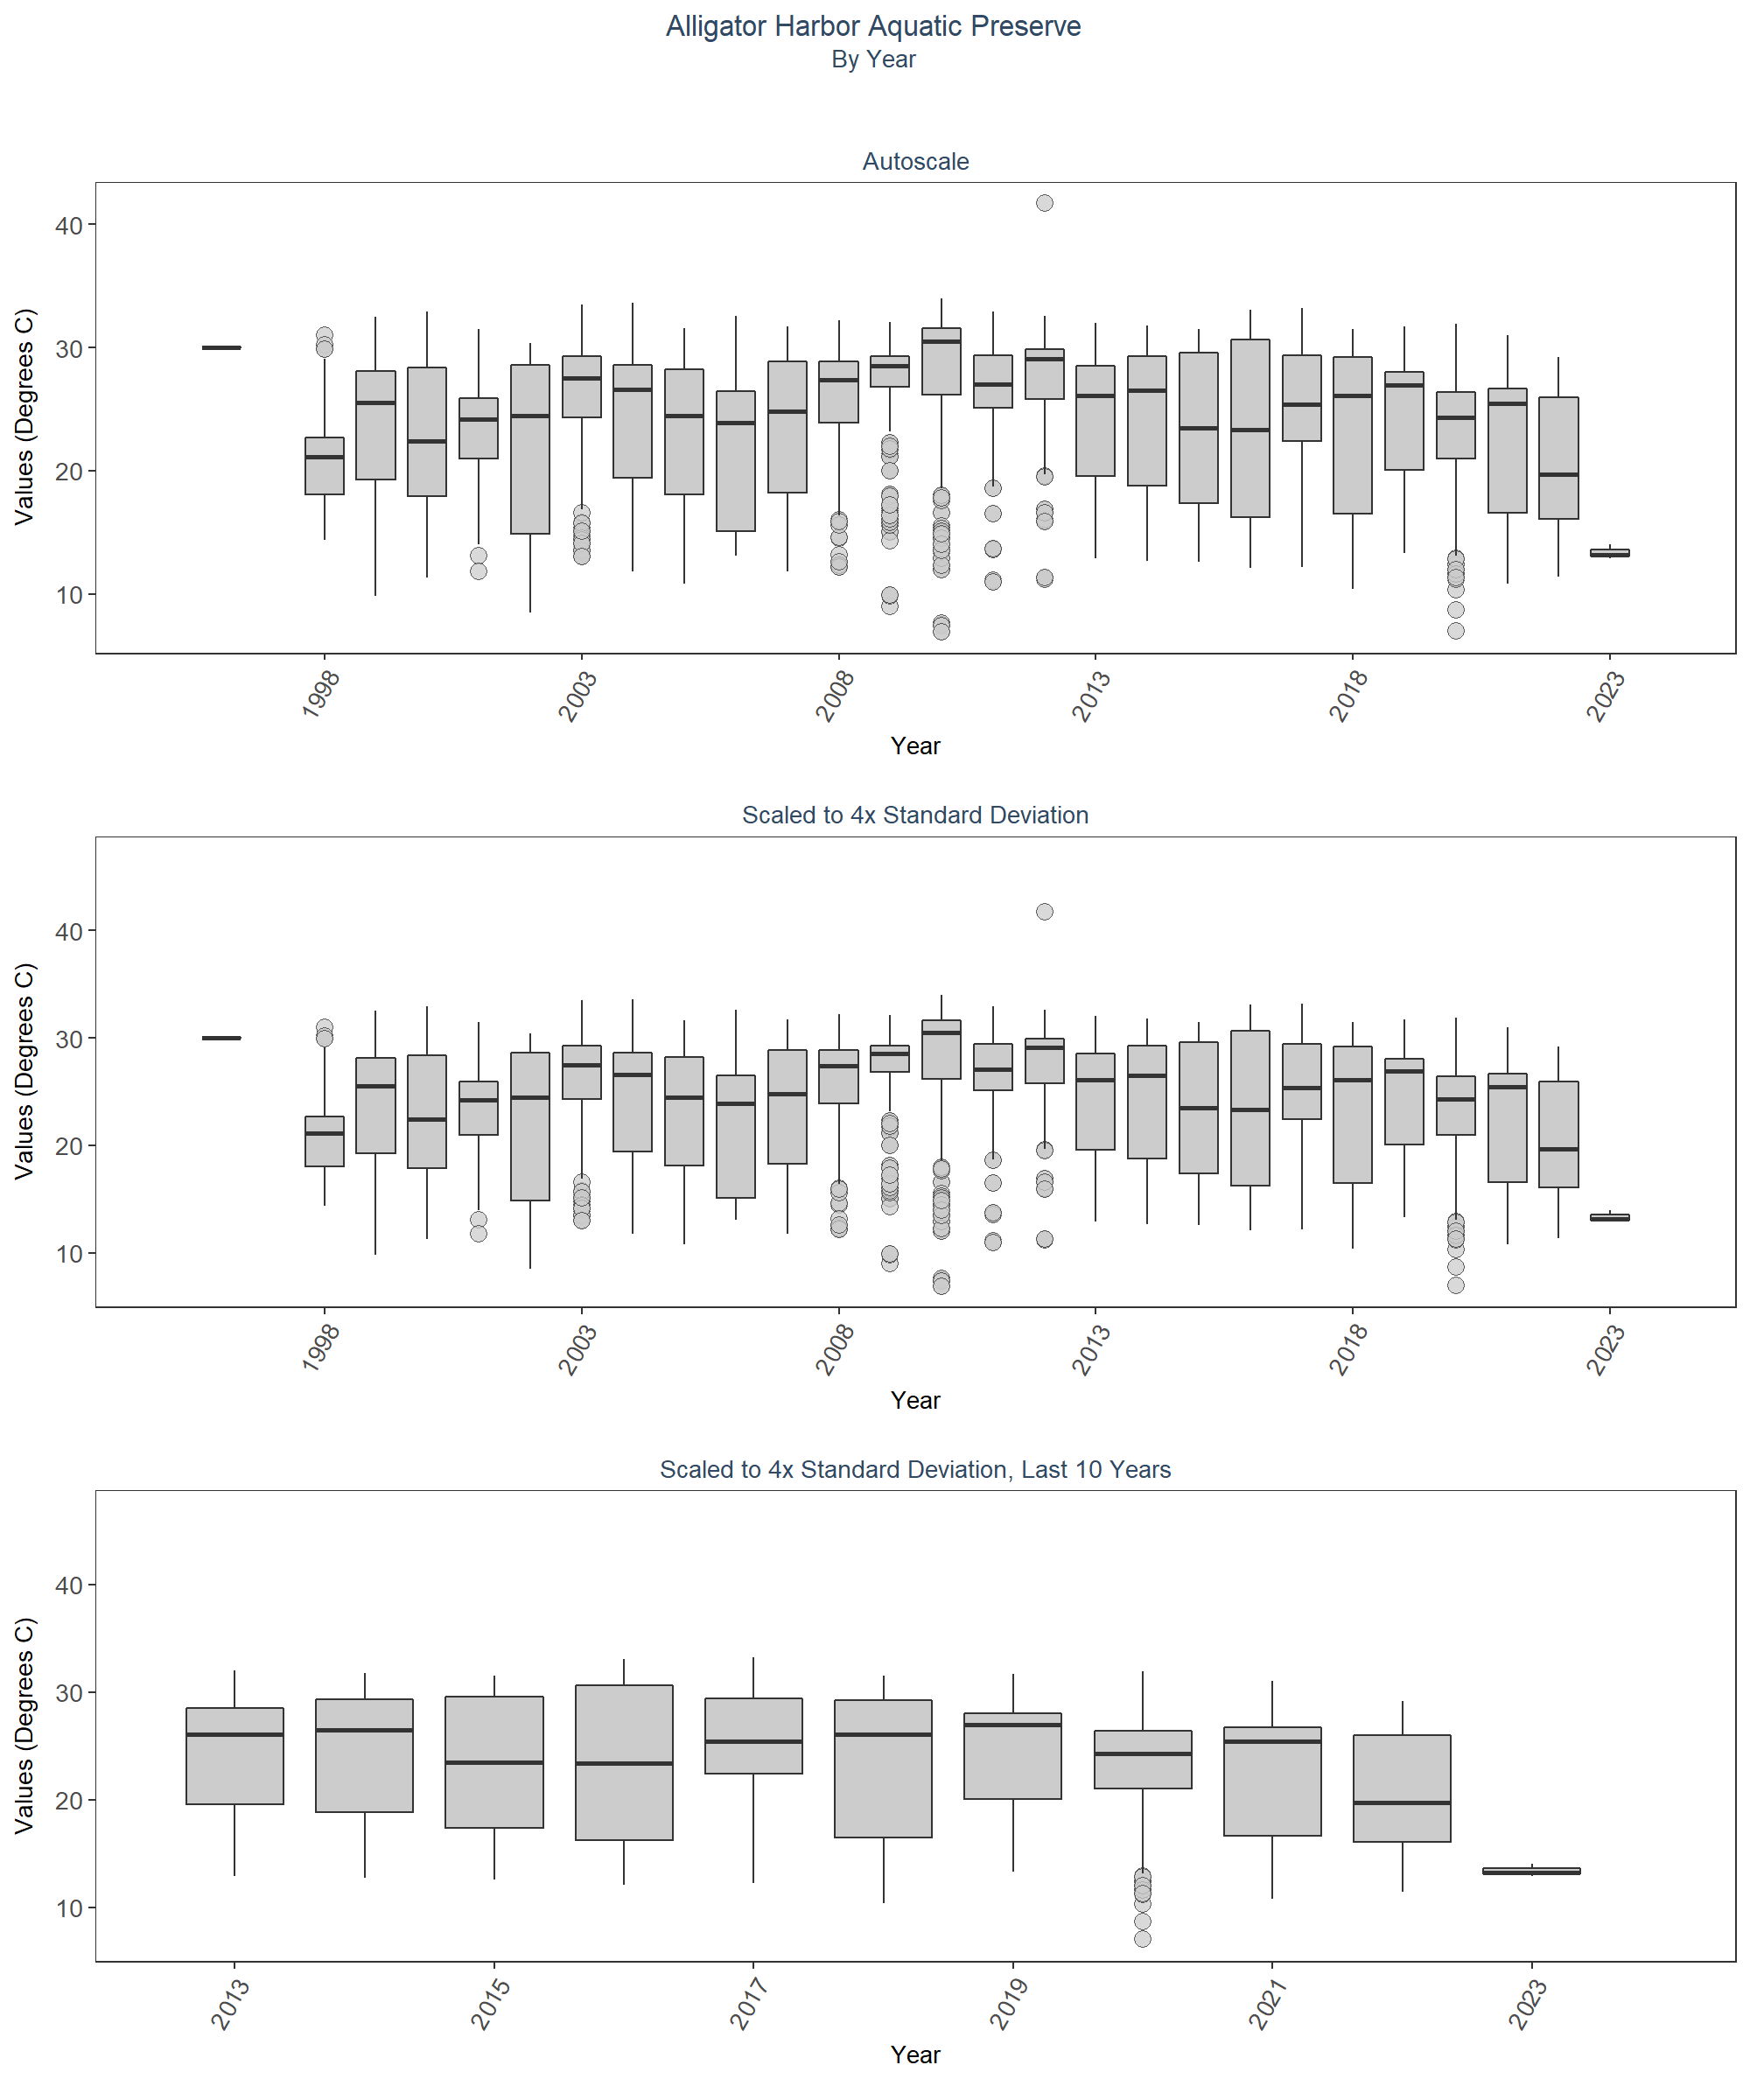 Alligator Harbor Aquatic Preserve
By Year
Autoscale
Values (Degrees C)
40
30
20
10
1998 2003 2008 2013 2018 2023
Year
Scaled to 4x Standard Deviation
Values (Degrees C)
40
30
20
10
1998 2003 2008 2013 2018 2023
Year
Scaled to 4x Standard Deviation, Last 10 Years
Values (Degrees C)
40
30
20
10
2013 2015 2017 2019 2021 2023
Year